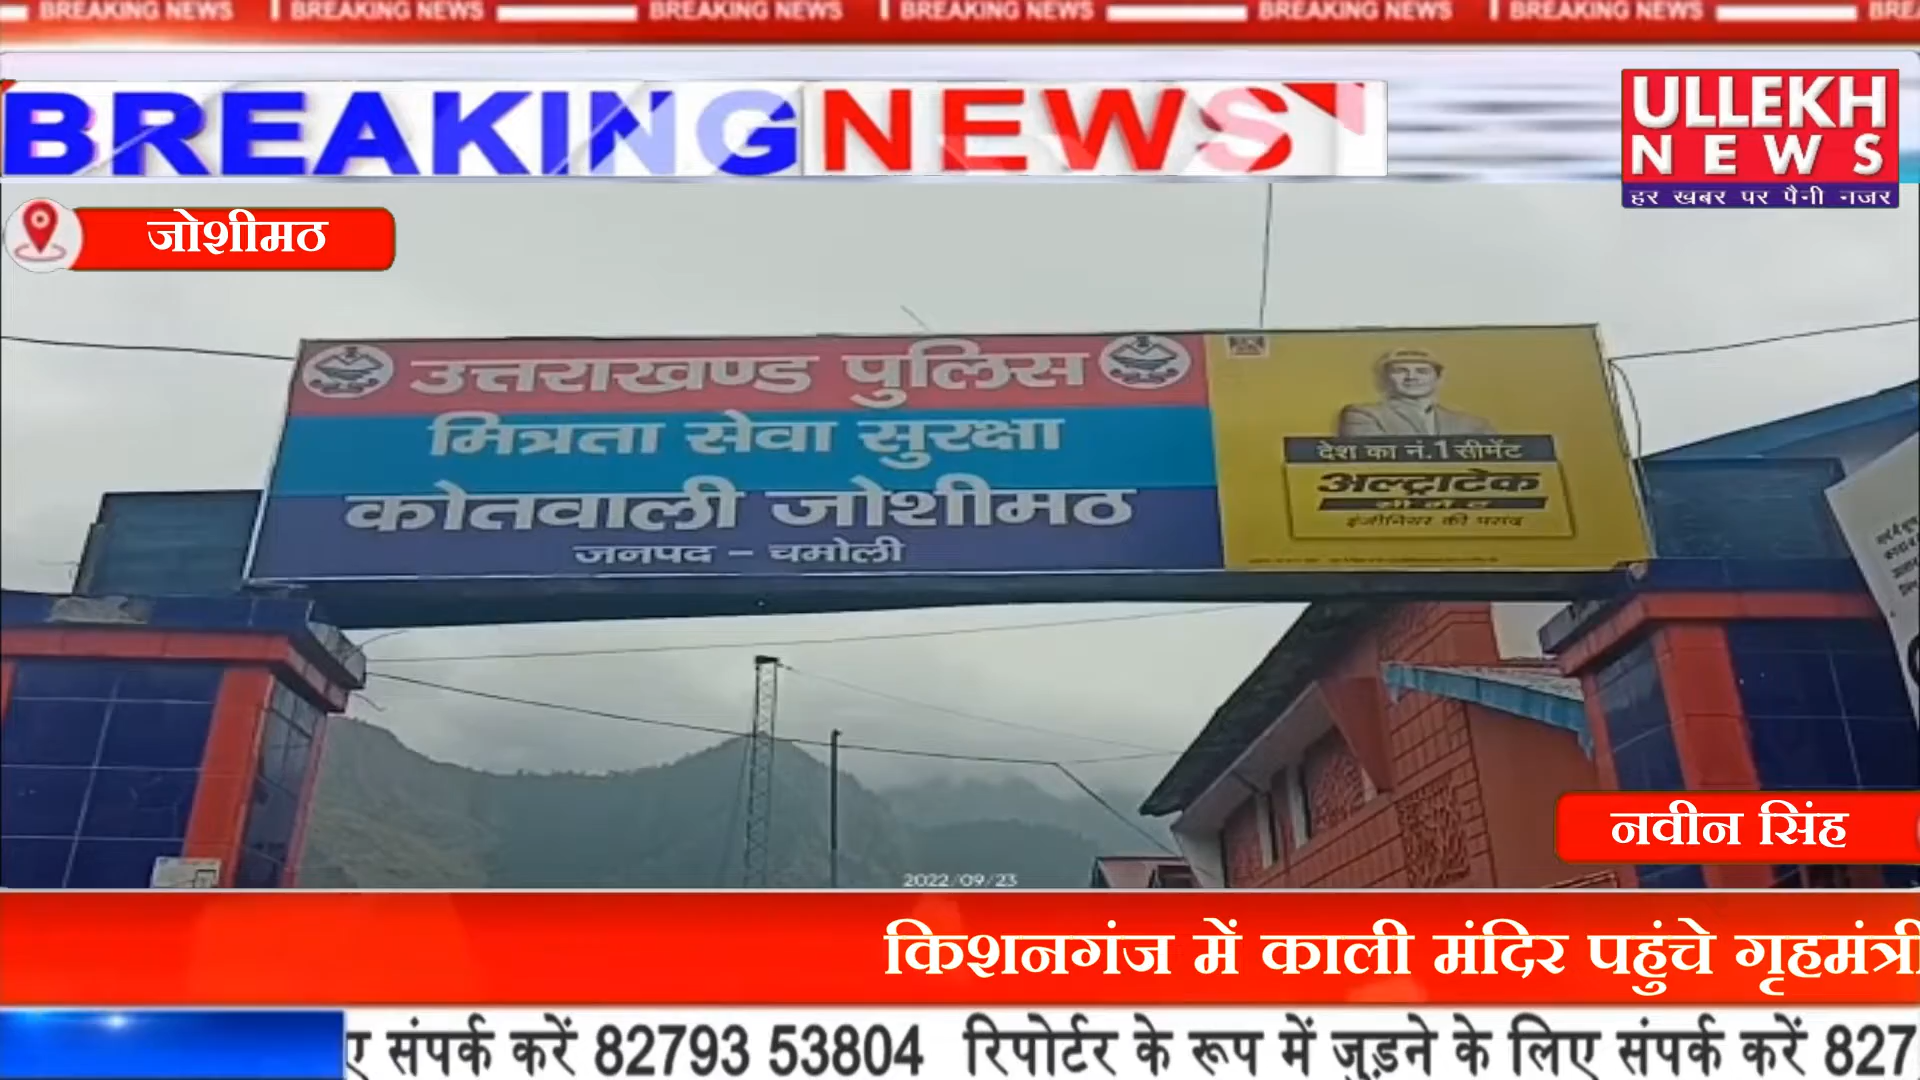 BREAKING NEWS BREAKING NEWS BREAKING NEWS BREAKING NEWS BREAKING NEWS BREAKING NEWS
BREAKING NEWS
ULLEKH
NEWS
हर खबर पर पैनी नजर
जोशीमठ
उत्तराखण्ड पुलिस
मित्रता सेवा सुरक्षा
कोतवाली जोशीमठ
जनपद - चमोली
देश का नं.1 सीमेंट
अल्ट्राटेक
सीमेंट
इंजीनियर की पसंद
नवीन सिंह
2022/09/23
किशनगंज में काली मंदिर पहुंचे गृहमंत्री
संपर्क करें 82793 53804 रिपोर्टर के रूप में जुड़ने के लिए संपर्क करें 827